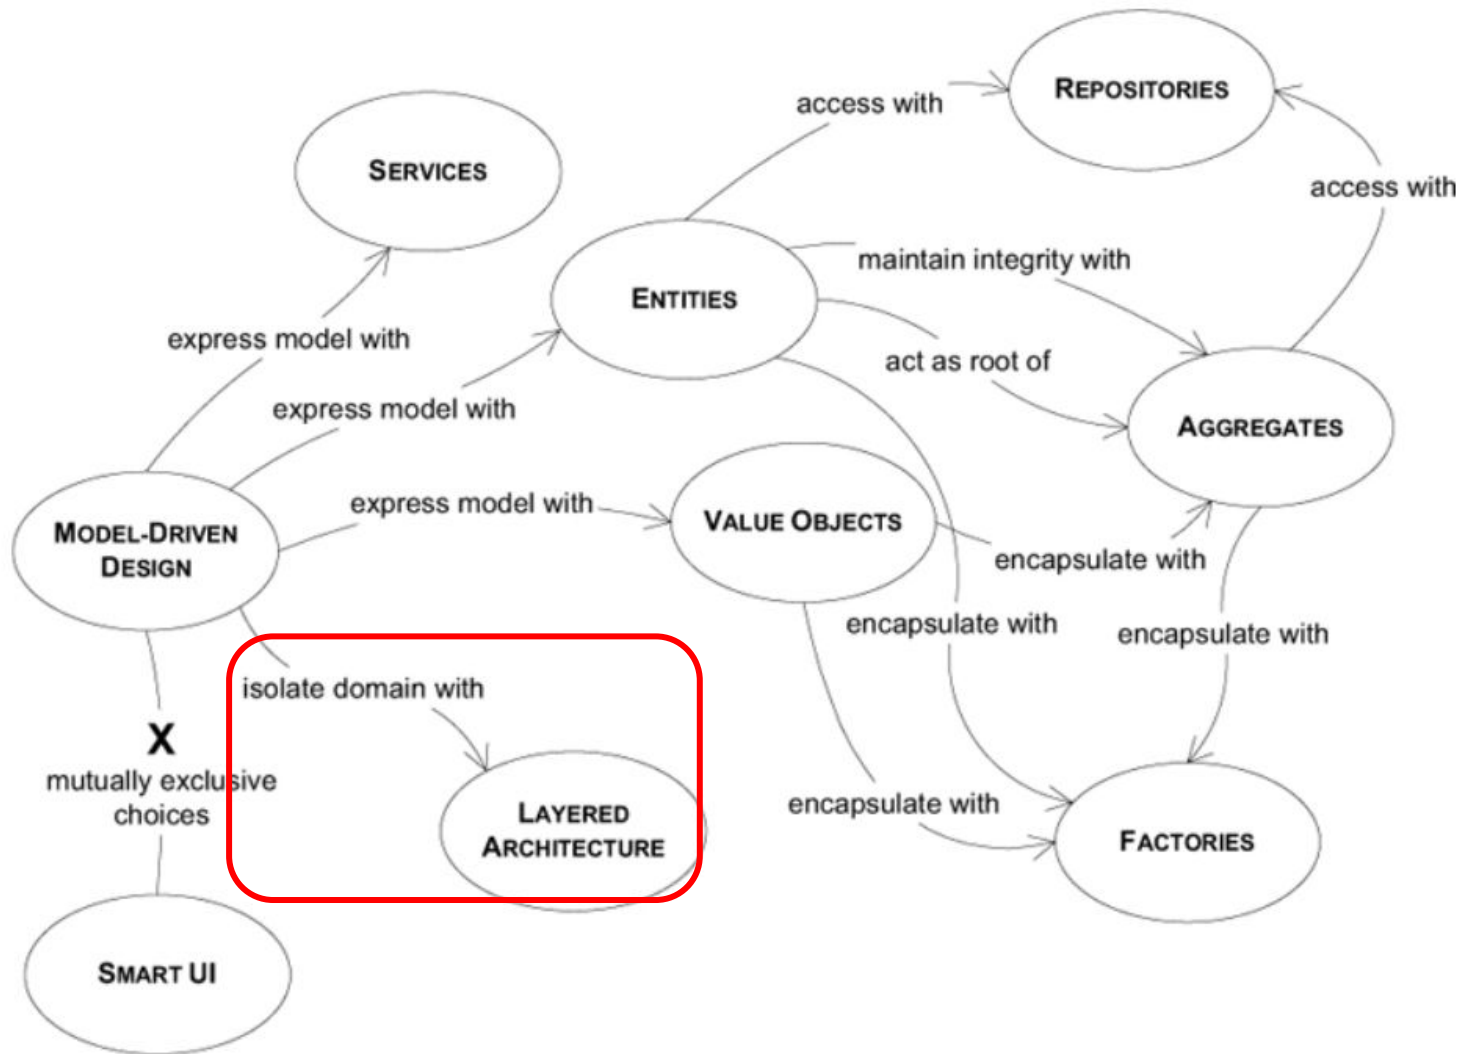 REPOSITORIES
access with
SERVICES
access with
maintain integrity with
ENTITIES
express model with
act as root of
express model with
AGGREGATES
express model with
VALUE OBJECTS
MODEL-DRIVEN
DESIGN
encapsulate with
encapsulate with
encapsulate with
isolate domain with
X
mutually exclusive
choices
encapsulate with
LAYERED
ARCHITECTURE
FACTORIES
SMART UI